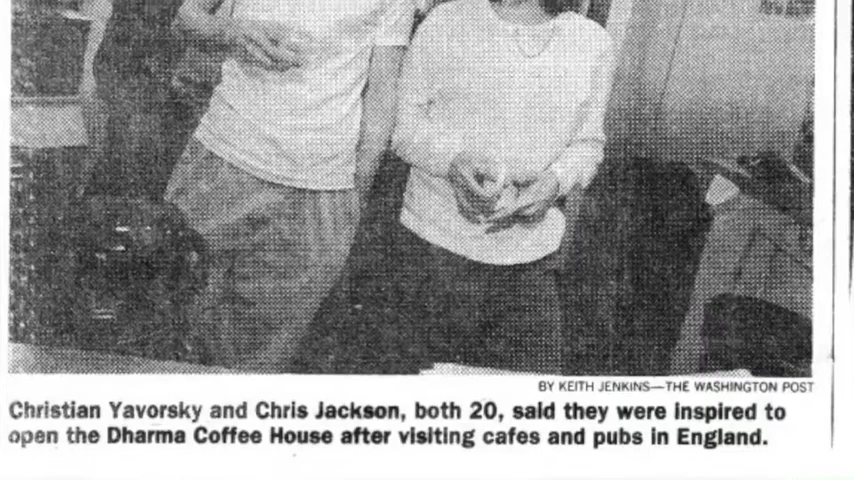 BY KEITH JENKINS—THE WASHINGTON POST
Christian Yavorsky and Chris Jackson, both 20, said they were inspired to
open the Dharma Coffee House after visiting cafes and pubs in England.